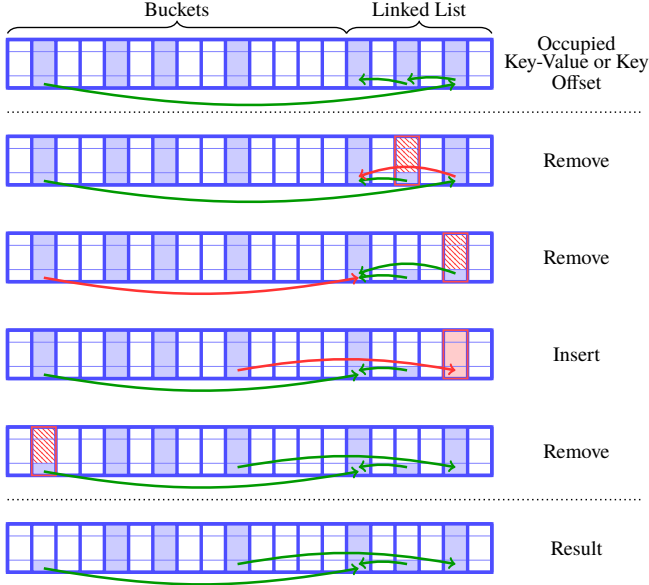 Buckets
Linked List
Occupied
Key-Value or Key
Offset
Remove
Remove
Insert
Remove
Result